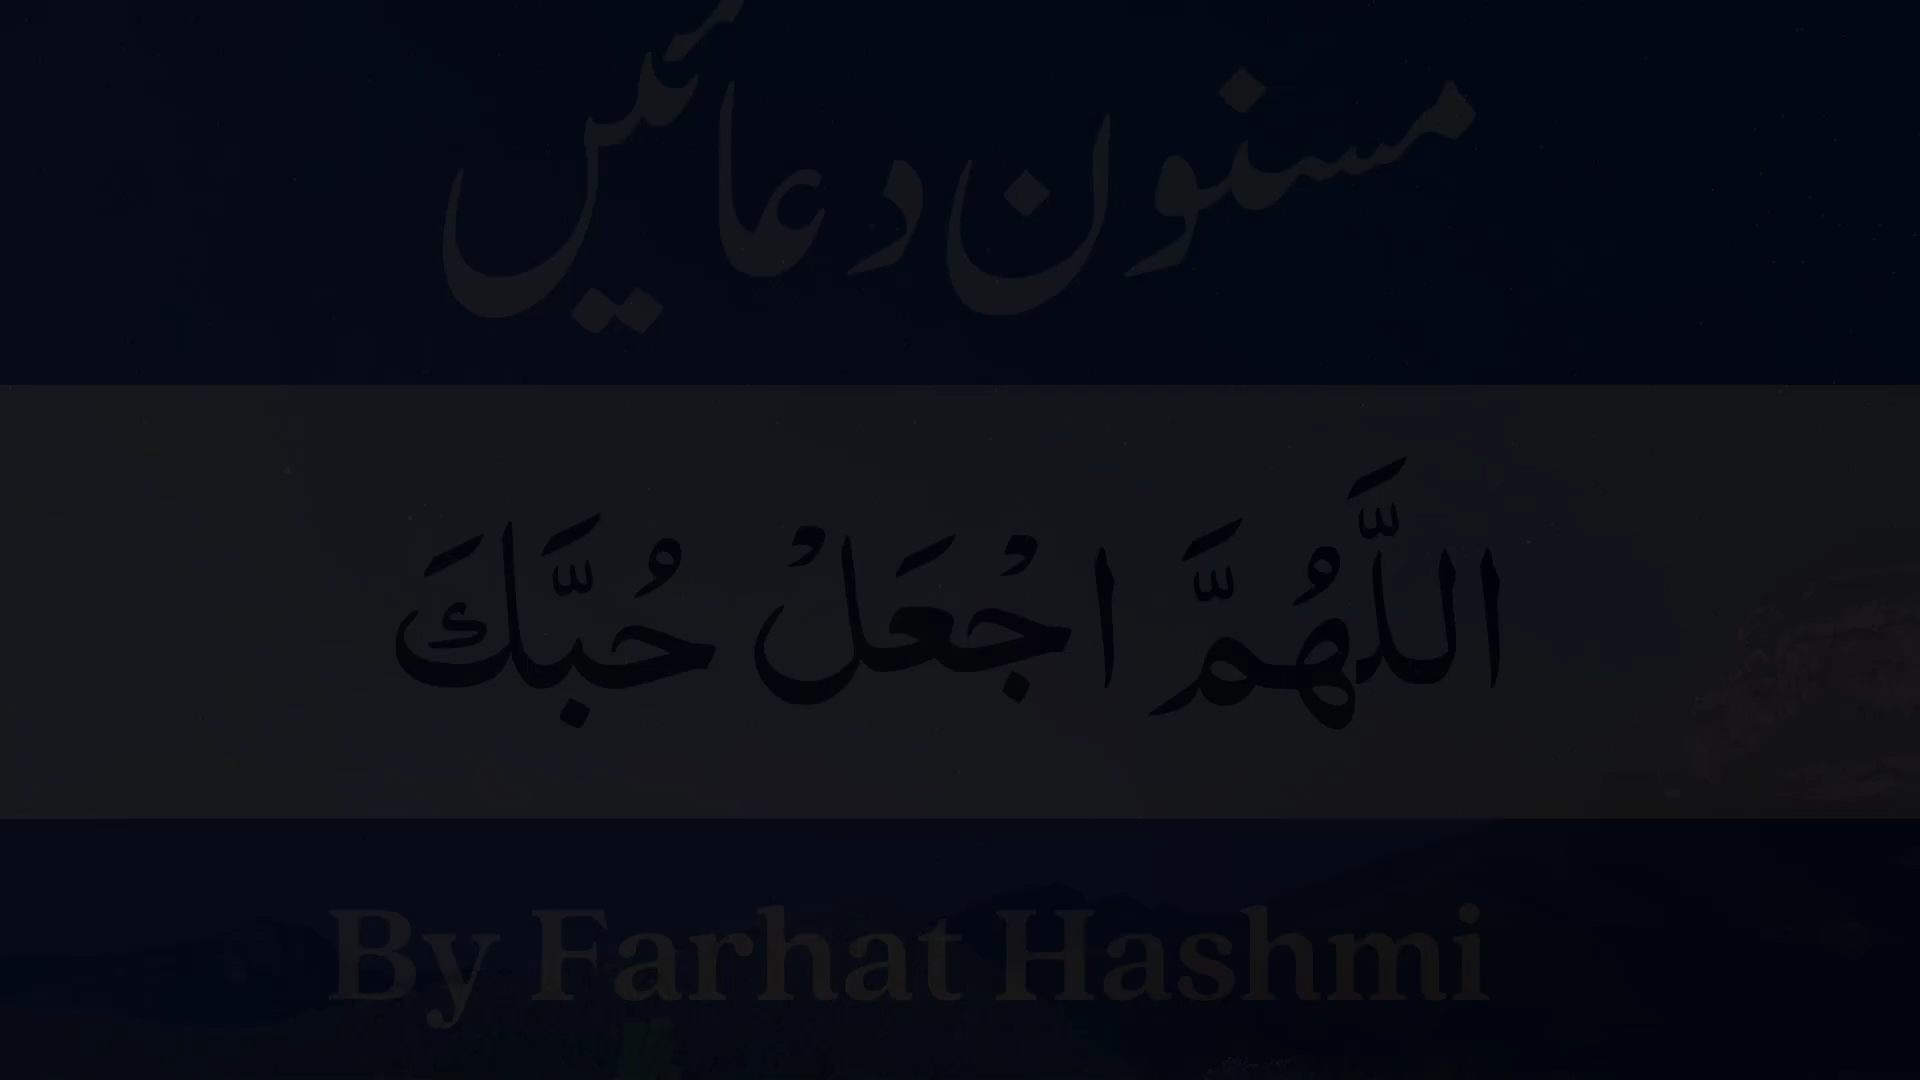 مسنون دعائیں
اللَّهُمَّ اجْعَلْ حُبَّكَ
By Farhat Hashmi